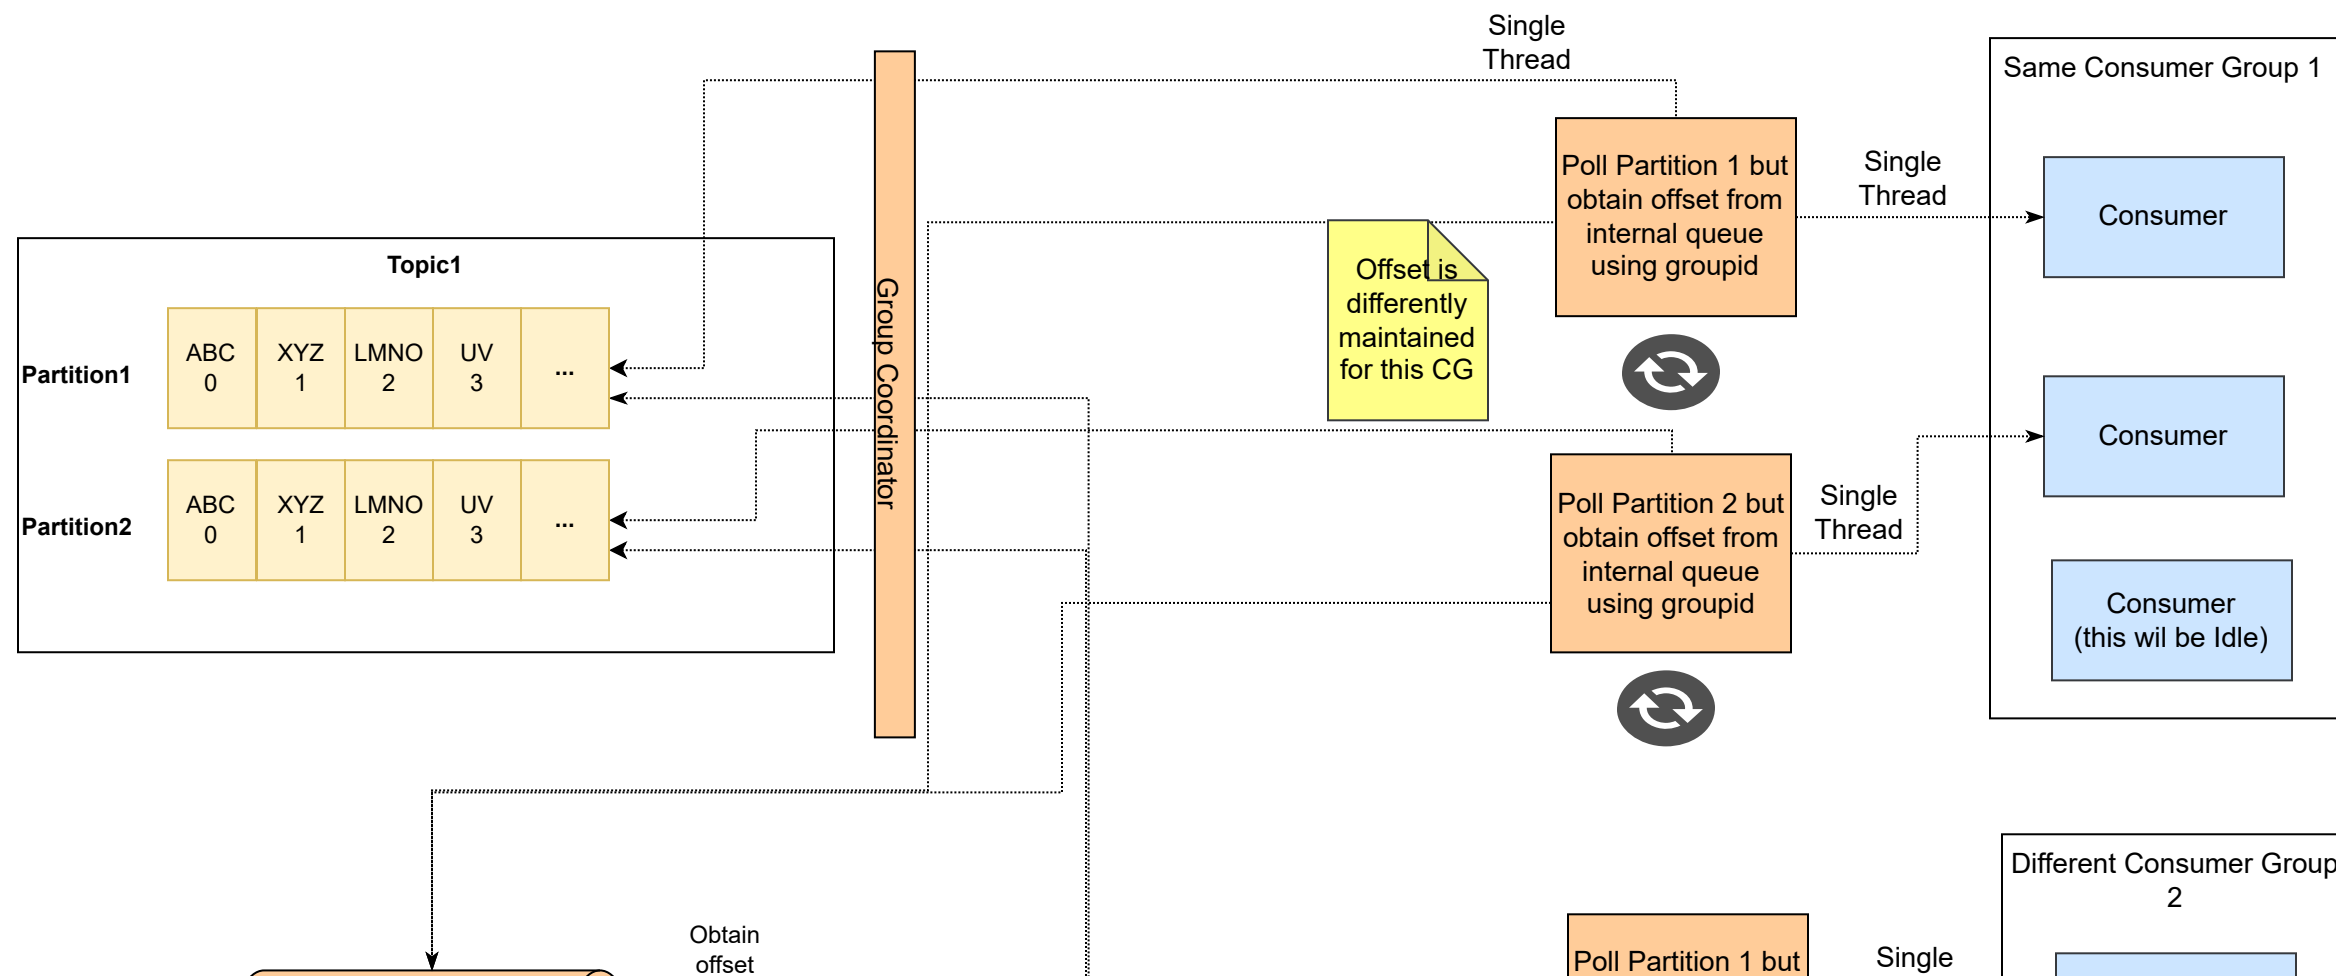 Single
Thread
Same Consumer Group 1
Poll Partition 1 but
obtain offset from
internal queue
using groupid
Single
Thread
Consumer
Topic1
Group Coordinator
Offset is
differently
maintained
for this CG
Partition1
ABC
0
XYZ
1
LMNO
2
UV
3
...
Consumer
Partition2
ABC
0
XYZ
1
LMNO
2
UV
3
...
Poll Partition 2 but
obtain offset from
internal queue
using groupid
Single
Thread
Consumer
(this wil be Idle)
Different Consumer Group
2
Obtain
offset
Poll Partition 1 but
Single